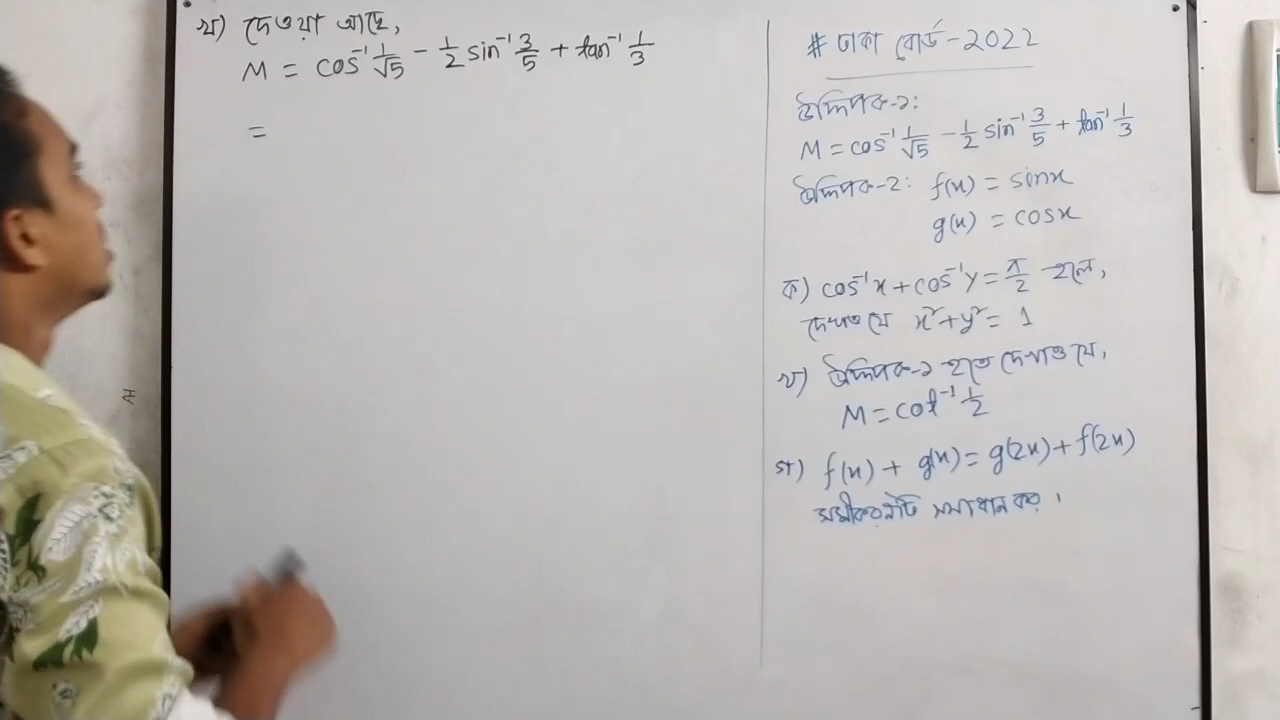 খ) দেওয়া আছে,
M = cos⁻¹ 1/√5 − 1/2 sin⁻¹ 3/5 + tan⁻¹ 1/3
=
# ঢাকা বোর্ড - 2022
উদ্দিপক-১:
M = cos⁻¹ 1/√5 − 1/2 sin⁻¹ 3/5 + tan⁻¹ 1/3
উদ্দিপক-২: f(x) = sinx
g(x) = cosx
ক) cos⁻¹x + cos⁻¹y = π/2 হলে,
দেখাও যে x² + y² = 1
খ) উদ্দিপক-১ হতে দেখাও যে,
M = cot⁻¹ 1/2
গ) f(x) + g(x) = g(2x) + f(2x)
সমীকরণটি সমাধান কর।